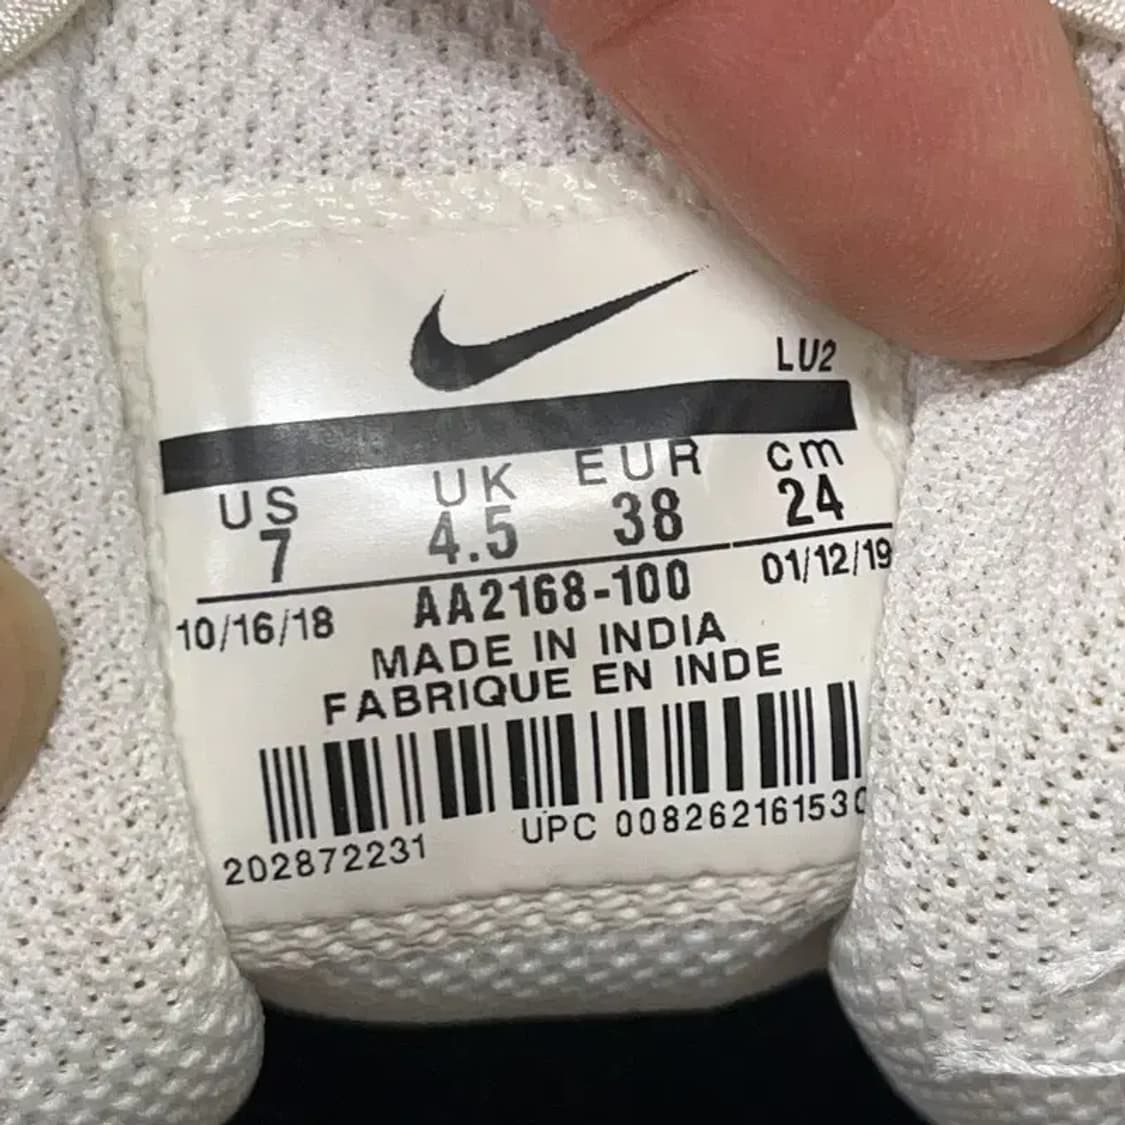 LU2
US UK EUR cm
7 4.5 38 24
10/16/18 AA2168-100 01/12/19
MADE IN INDIA
FABRIQUE EN INDE
202872231 UPC 00826216153